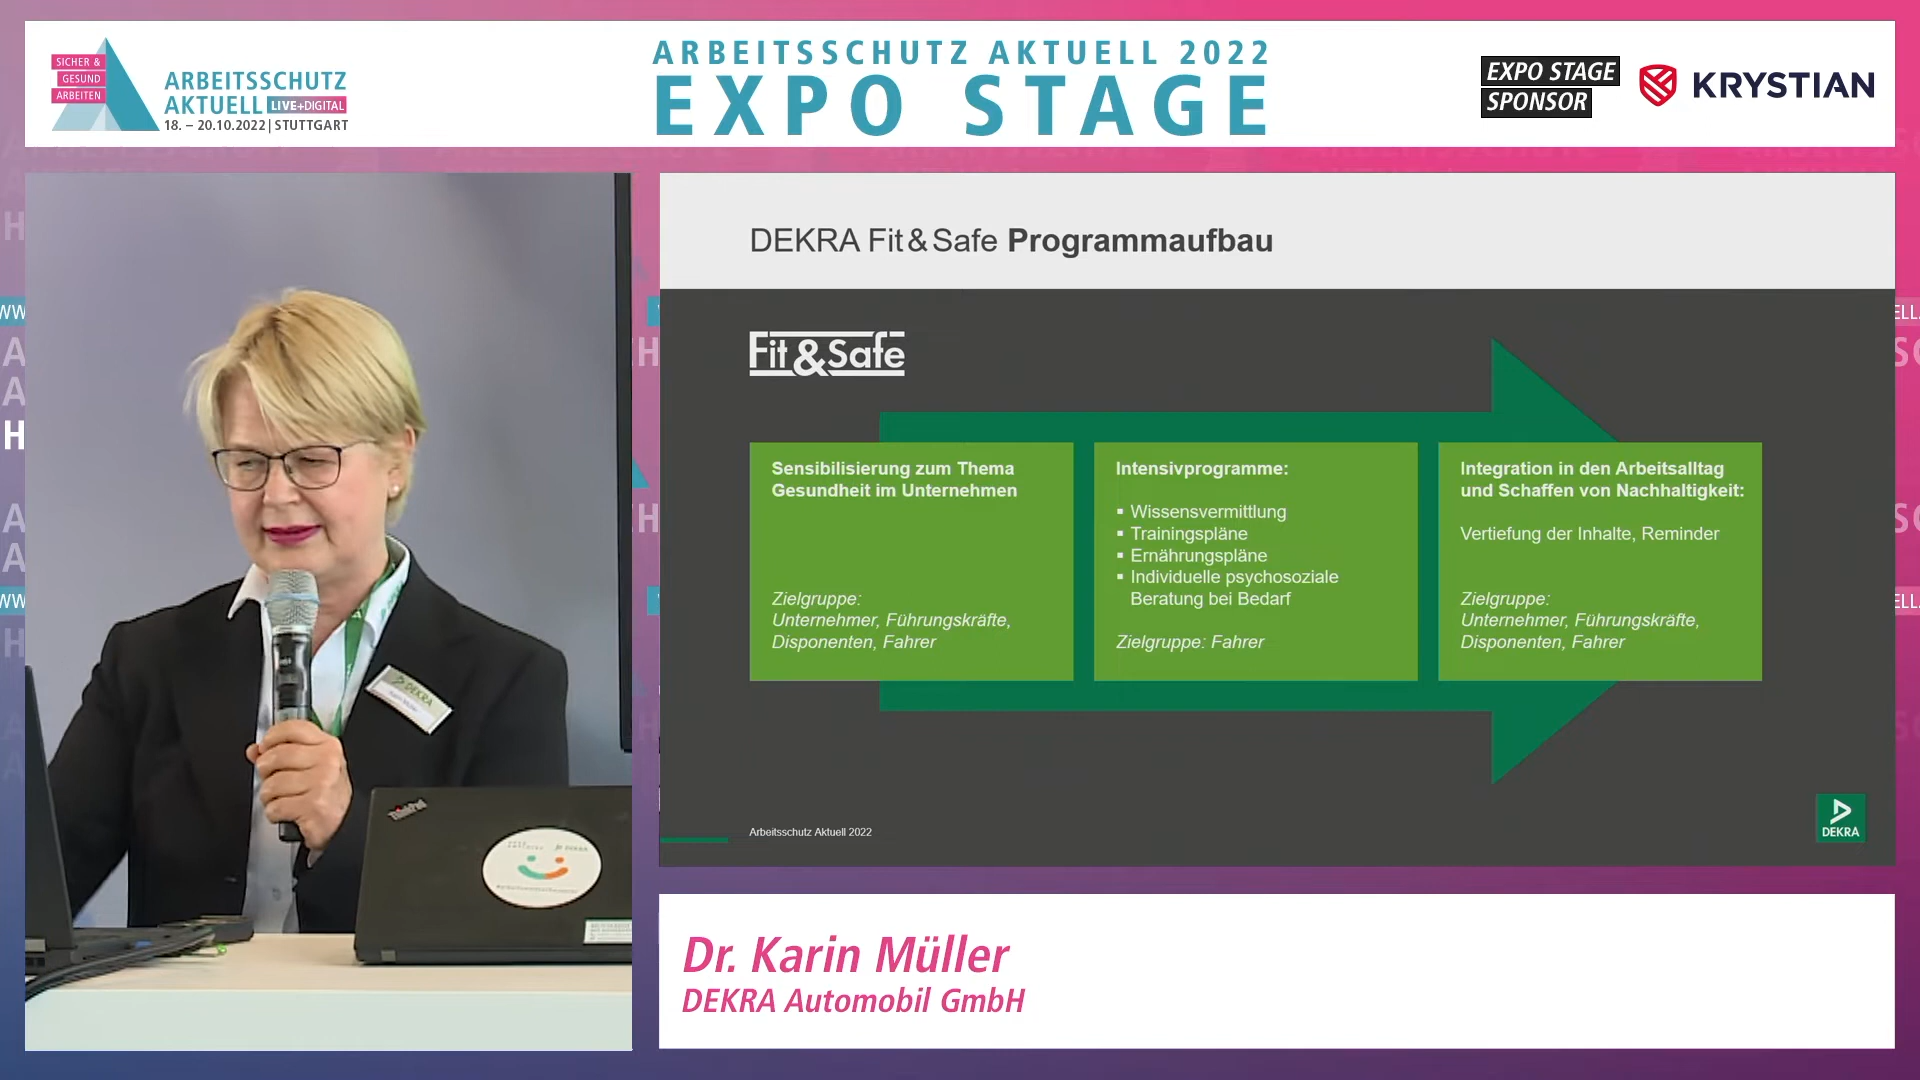 SICHER &
GESUND
ARBEITEN
ARBEITSSCHUTZ
AKTUELL LIVE+DIGITAL
18. – 20.10.2022 | STUTTGART
ARBEITSSCHUTZ AKTUELL 2022
EXPO STAGE
EXPO STAGE
SPONSOR
KRYSTIAN
DEKRA Fit & Safe Programmaufbau
Fit & Safe
Sensibilisierung zum Thema
Gesundheit im Unternehmen
Zielgruppe:
Unternehmer, Führungskräfte,
Disponenten, Fahrer
Intensivprogramme:
▪ Wissensvermittlung
▪ Trainingspläne
▪ Ernährungspläne
▪ Individuelle psychosoziale
Beratung bei Bedarf
Zielgruppe: Fahrer
Integration in den Arbeitsalltag
und Schaffen von Nachhaltigkeit:
Vertiefung der Inhalte, Reminder
Zielgruppe:
Unternehmer, Führungskräfte,
Disponenten, Fahrer
Arbeitsschutz Aktuell 2022
DEKRA
DEKRA
ThinkPad
DEKRA
Dr. Karin Müller
DEKRA Automobil GmbH